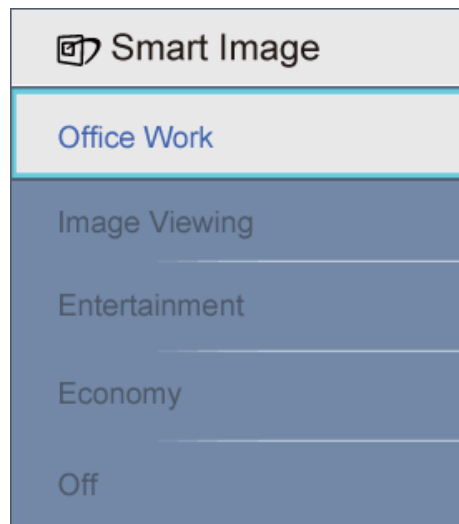 Smart Image
Office Work
Image Viewing
Entertainment
Economy
Off